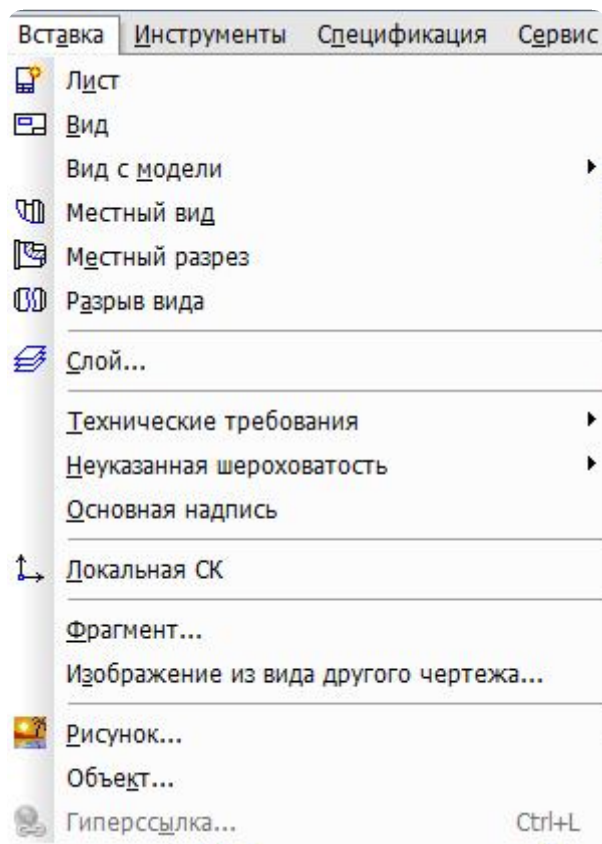 Вставка Инструменты Спецификация Сервис
Лист
Вид
Вид с модели
Местный вид
Местный разрез
Разрыв вида
Слой...
Технические требования
Неуказанная шероховатость
Основная надпись
Локальная СК
Фрагмент...
Изображение из вида другого чертежа...
Рисунок...
Объект...
Гиперссылка... Ctrl+L